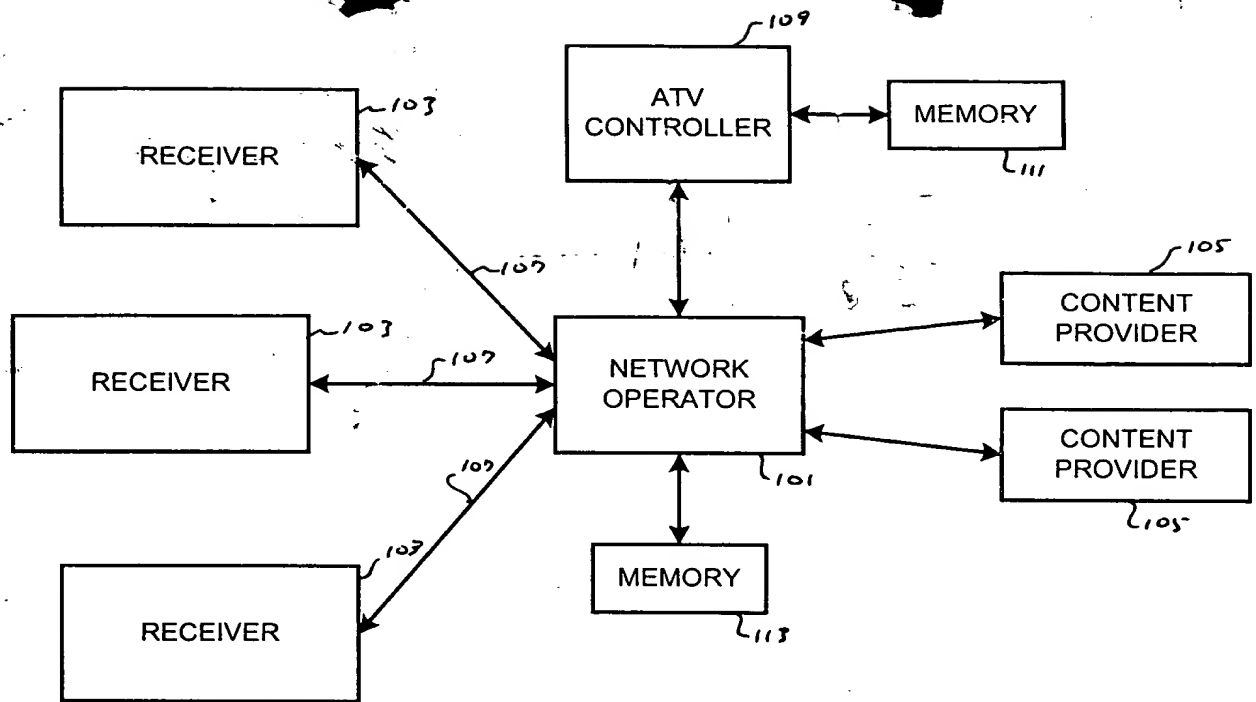 109
ATV
CONTROLLER
MEMORY
111
103
RECEIVER
107
105
CONTENT
PROVIDER
103
RECEIVER
107
NETWORK
OPERATOR
101
CONTENT
PROVIDER
105
107
103
RECEIVER
MEMORY
113